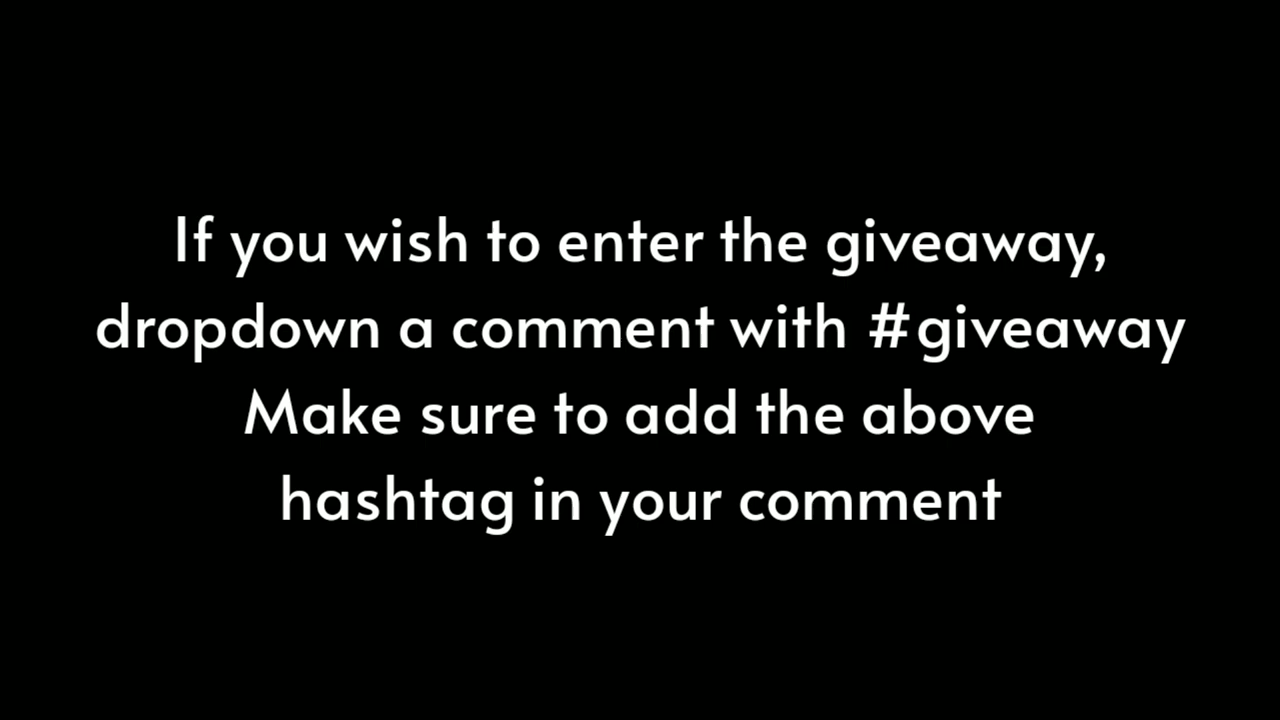 If you wish to enter the giveaway,
dropdown a comment with #giveaway
Make sure to add the above
hashtag in your comment